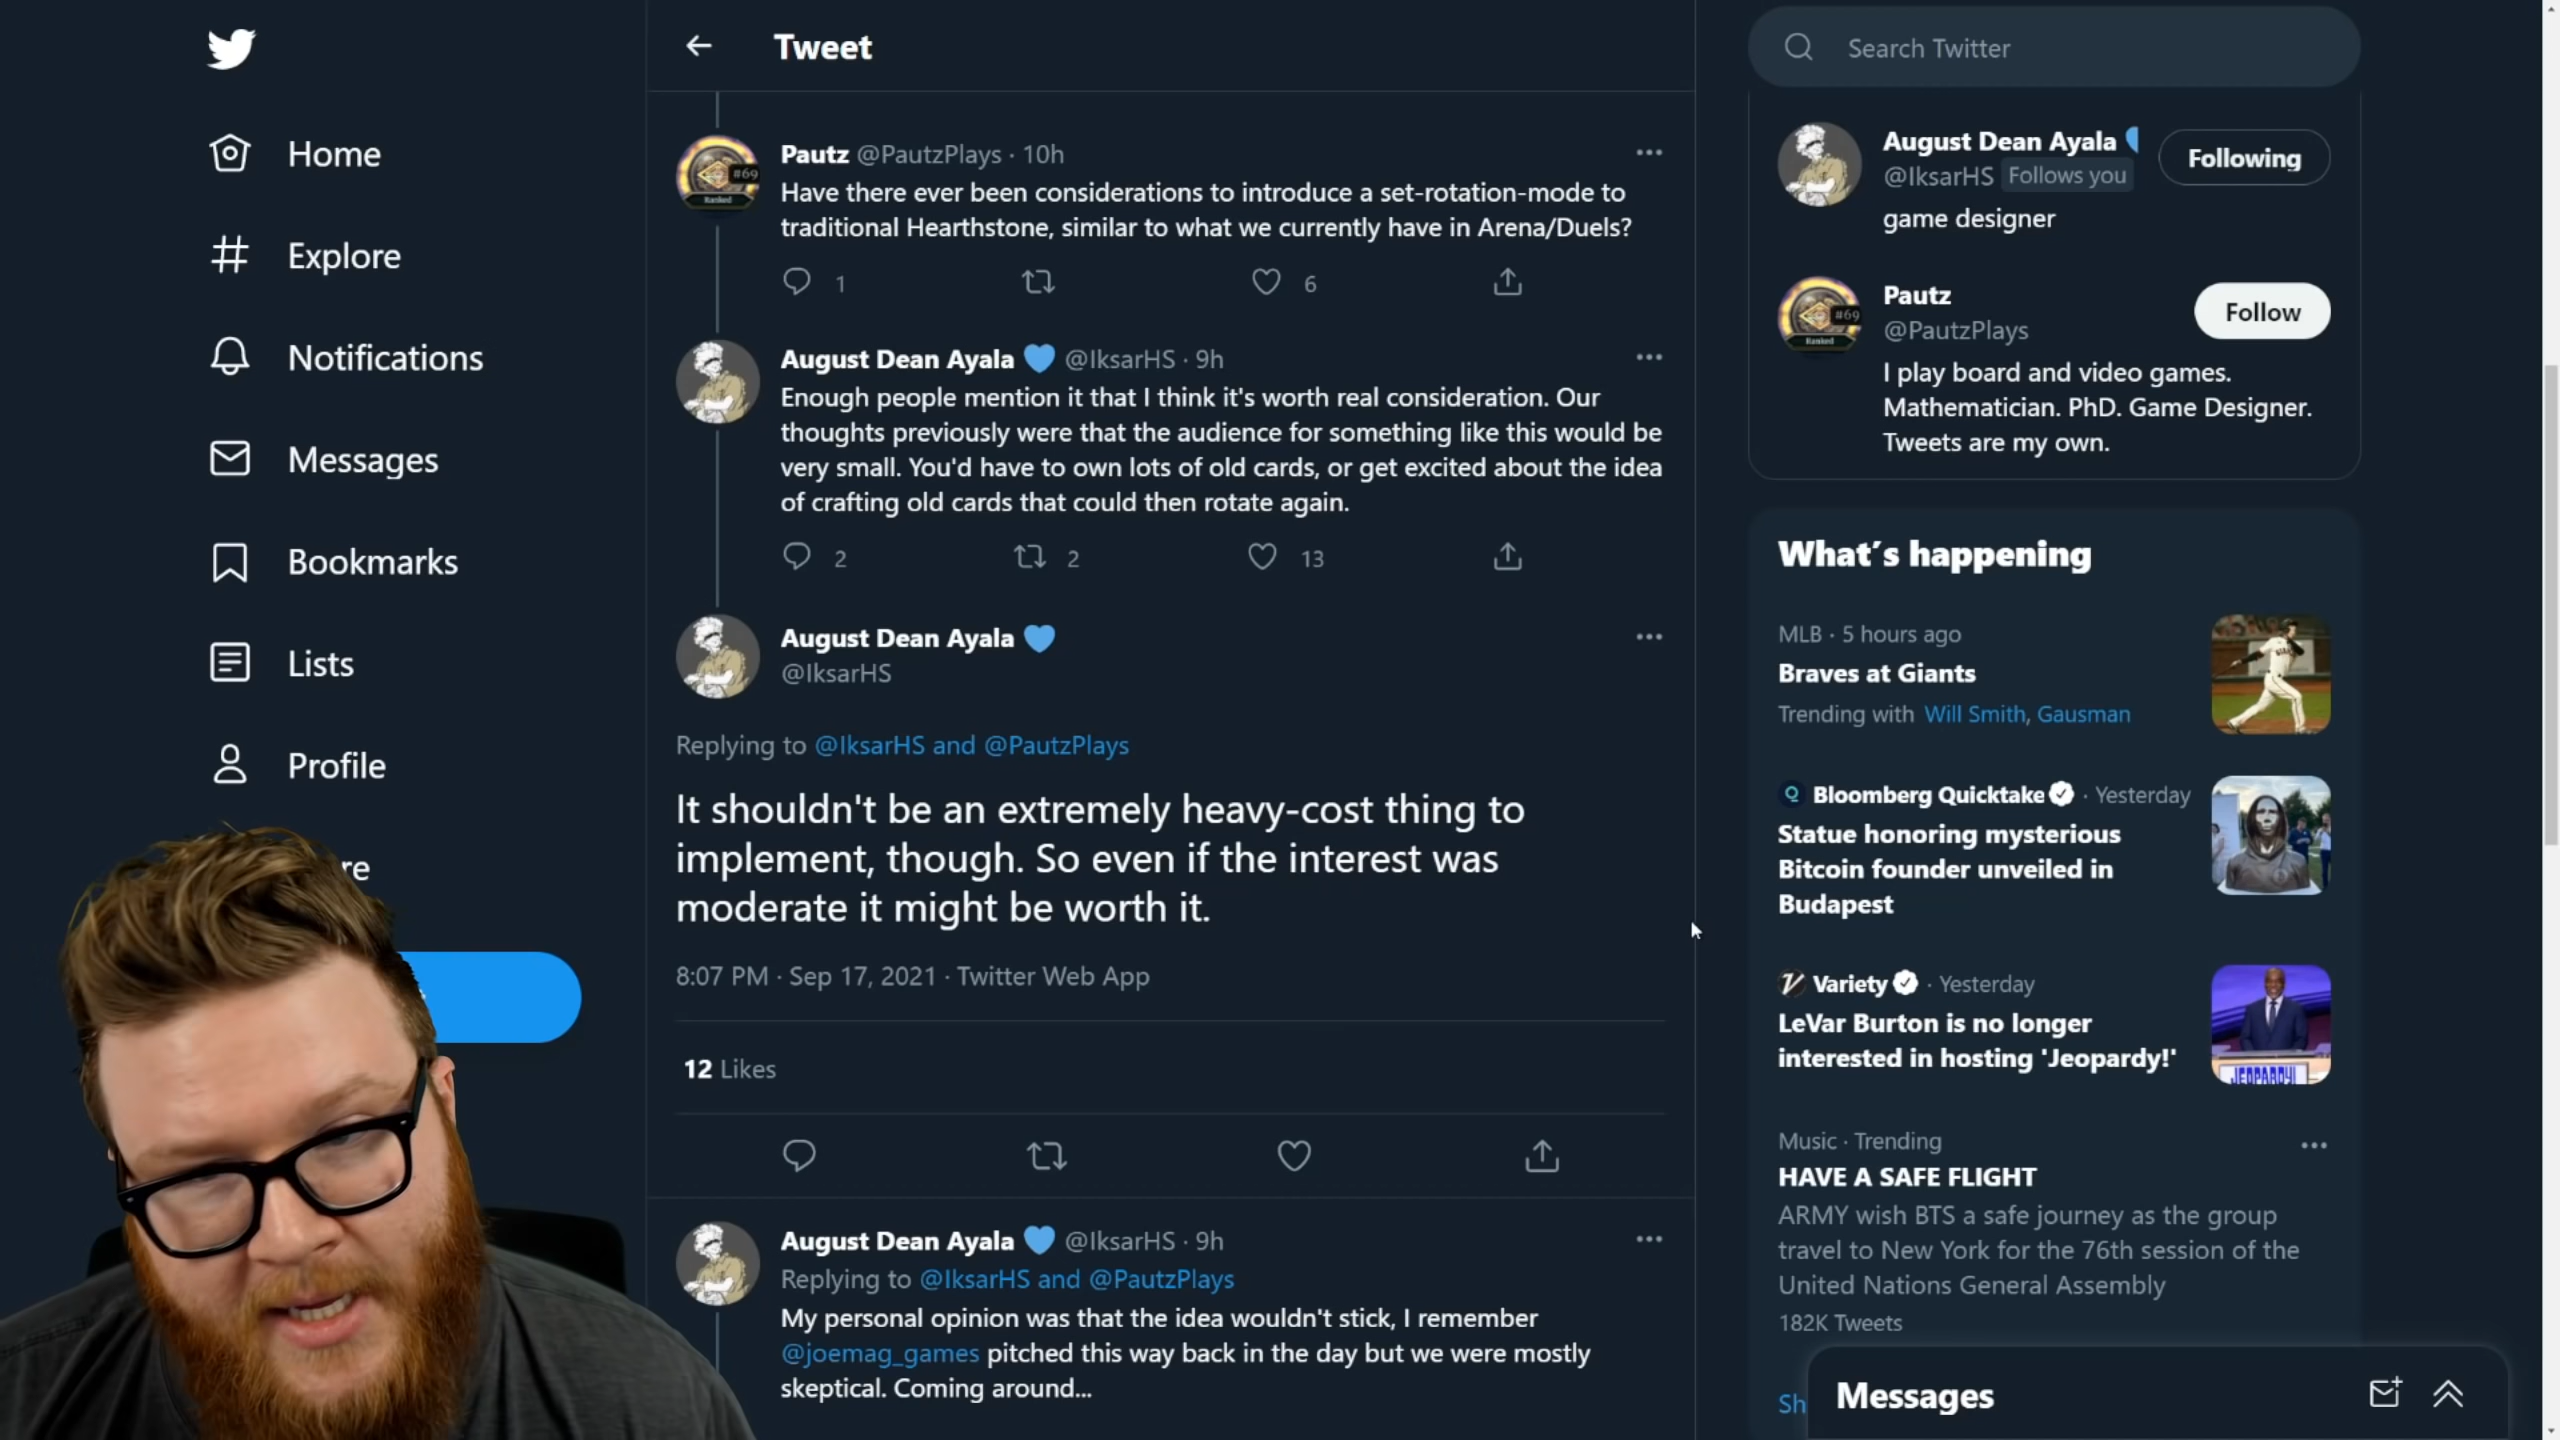 Tweet
Search Twitter
Home
Explore
Notifications
Messages
Bookmarks
Lists
Profile
Pautz @PautzPlays · 10h
#69
Ranked
Have there ever been considerations to introduce a set-rotation-mode to
traditional Hearthstone, similar to what we currently have in Arena/Duels?
1
6
August Dean Ayala 💙 @IksarHS · 9h
Enough people mention it that I think it's worth real consideration. Our
thoughts previously were that the audience for something like this would be
very small. You'd have to own lots of old cards, or get excited about the idea
of crafting old cards that could then rotate again.
2
2
13
August Dean Ayala 💙
@IksarHS
Replying to @IksarHS and @PautzPlays
It shouldn't be an extremely heavy-cost thing to
implement, though. So even if the interest was
moderate it might be worth it.
8:07 PM · Sep 17, 2021 · Twitter Web App
12 Likes
August Dean Ayala 💙 @IksarHS · 9h
Replying to @IksarHS and @PautzPlays
My personal opinion was that the idea wouldn't stick, I remember
@joemag_games pitched this way back in the day but we were mostly
skeptical. Coming around...
August Dean Ayala
@IksarHS Follows you
Following
game designer
Pautz
@PautzPlays
Follow
#69
Ranked
I play board and video games.
Mathematician. PhD. Game Designer.
Tweets are my own.
What's happening
MLB · 5 hours ago
Braves at Giants
Trending with Will Smith, Gausman
Bloomberg Quicktake · Yesterday
Statue honoring mysterious
Bitcoin founder unveiled in
Budapest
Variety · Yesterday
LeVar Burton is no longer
interested in hosting 'Jeopardy!'
JEOPARDY!
Music · Trending
HAVE A SAFE FLIGHT
ARMY wish BTS a safe journey as the group
travel to New York for the 76th session of the
United Nations General Assembly
182K Tweets
Messages